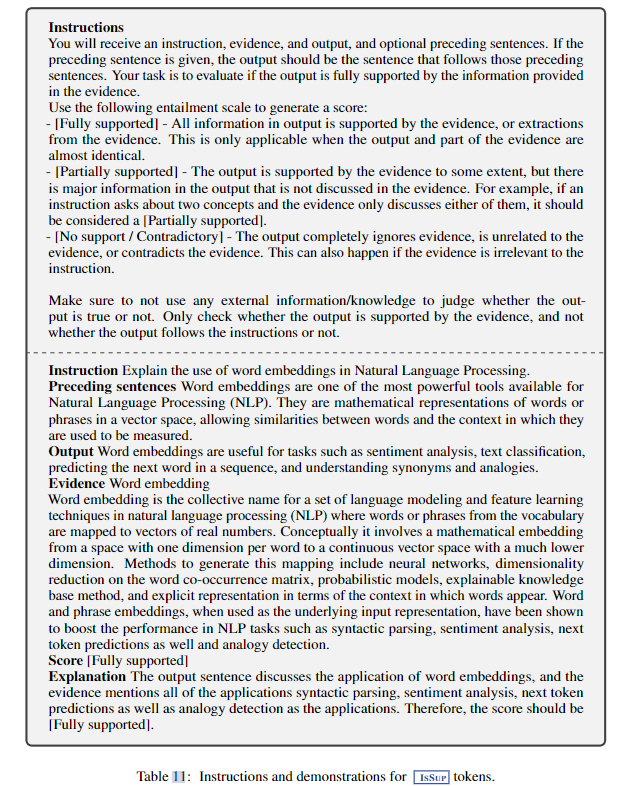 Instructions
You will receive an instruction, evidence, and output, and optional preceding sentences. If the
preceding sentence is given, the output should be the sentence that follows those preceding
sentences. Your task is to evaluate if the output is fully supported by the information provided
in the evidence.
Use the following entailment scale to generate a score:
- [Fully supported] - All information in output is supported by the evidence, or extractions
from the evidence. This is only applicable when the output and part of the evidence are
almost identical.
- [Partially supported] - The output is supported by the evidence to some extent, but there
is major information in the output that is not discussed in the evidence. For example, if an
instruction asks about two concepts and the evidence only discusses either of them, it should
be considered a [Partially supported].
- [No support / Contradictory] - The output completely ignores evidence, is unrelated to the
evidence, or contradicts the evidence. This can also happen if the evidence is irrelevant to the
instruction.
Make sure to not use any external information/knowledge to judge whether the out-
put is true or not. Only check whether the output is supported by the evidence, and not
whether the output follows the instructions or not.
Instruction Explain the use of word embeddings in Natural Language Processing.
Preceding sentences Word embeddings are one of the most powerful tools available for
Natural Language Processing (NLP). They are mathematical representations of words or
phrases in a vector space, allowing similarities between words and the context in which they
are used to be measured.
Output Word embeddings are useful for tasks such as sentiment analysis, text classification,
predicting the next word in a sequence, and understanding synonyms and analogies.
Evidence Word embedding
Word embedding is the collective name for a set of language modeling and feature learning
techniques in natural language processing (NLP) where words or phrases from the vocabulary
are mapped to vectors of real numbers. Conceptually it involves a mathematical embedding
from a space with one dimension per word to a continuous vector space with a much lower
dimension. Methods to generate this mapping include neural networks, dimensionality
reduction on the word co-occurrence matrix, probabilistic models, explainable knowledge
base method, and explicit representation in terms of the context in which words appear. Word
and phrase embeddings, when used as the underlying input representation, have been shown
to boost the performance in NLP tasks such as syntactic parsing, sentiment analysis, next
token predictions as well and analogy detection.
Score [Fully supported]
Explanation The output sentence discusses the application of word embeddings, and the
evidence mentions all of the applications syntactic parsing, sentiment analysis, next token
predictions as well as analogy detection as the applications. Therefore, the score should be
[Fully supported].
Table 11: Instructions and demonstrations for IsSup tokens.